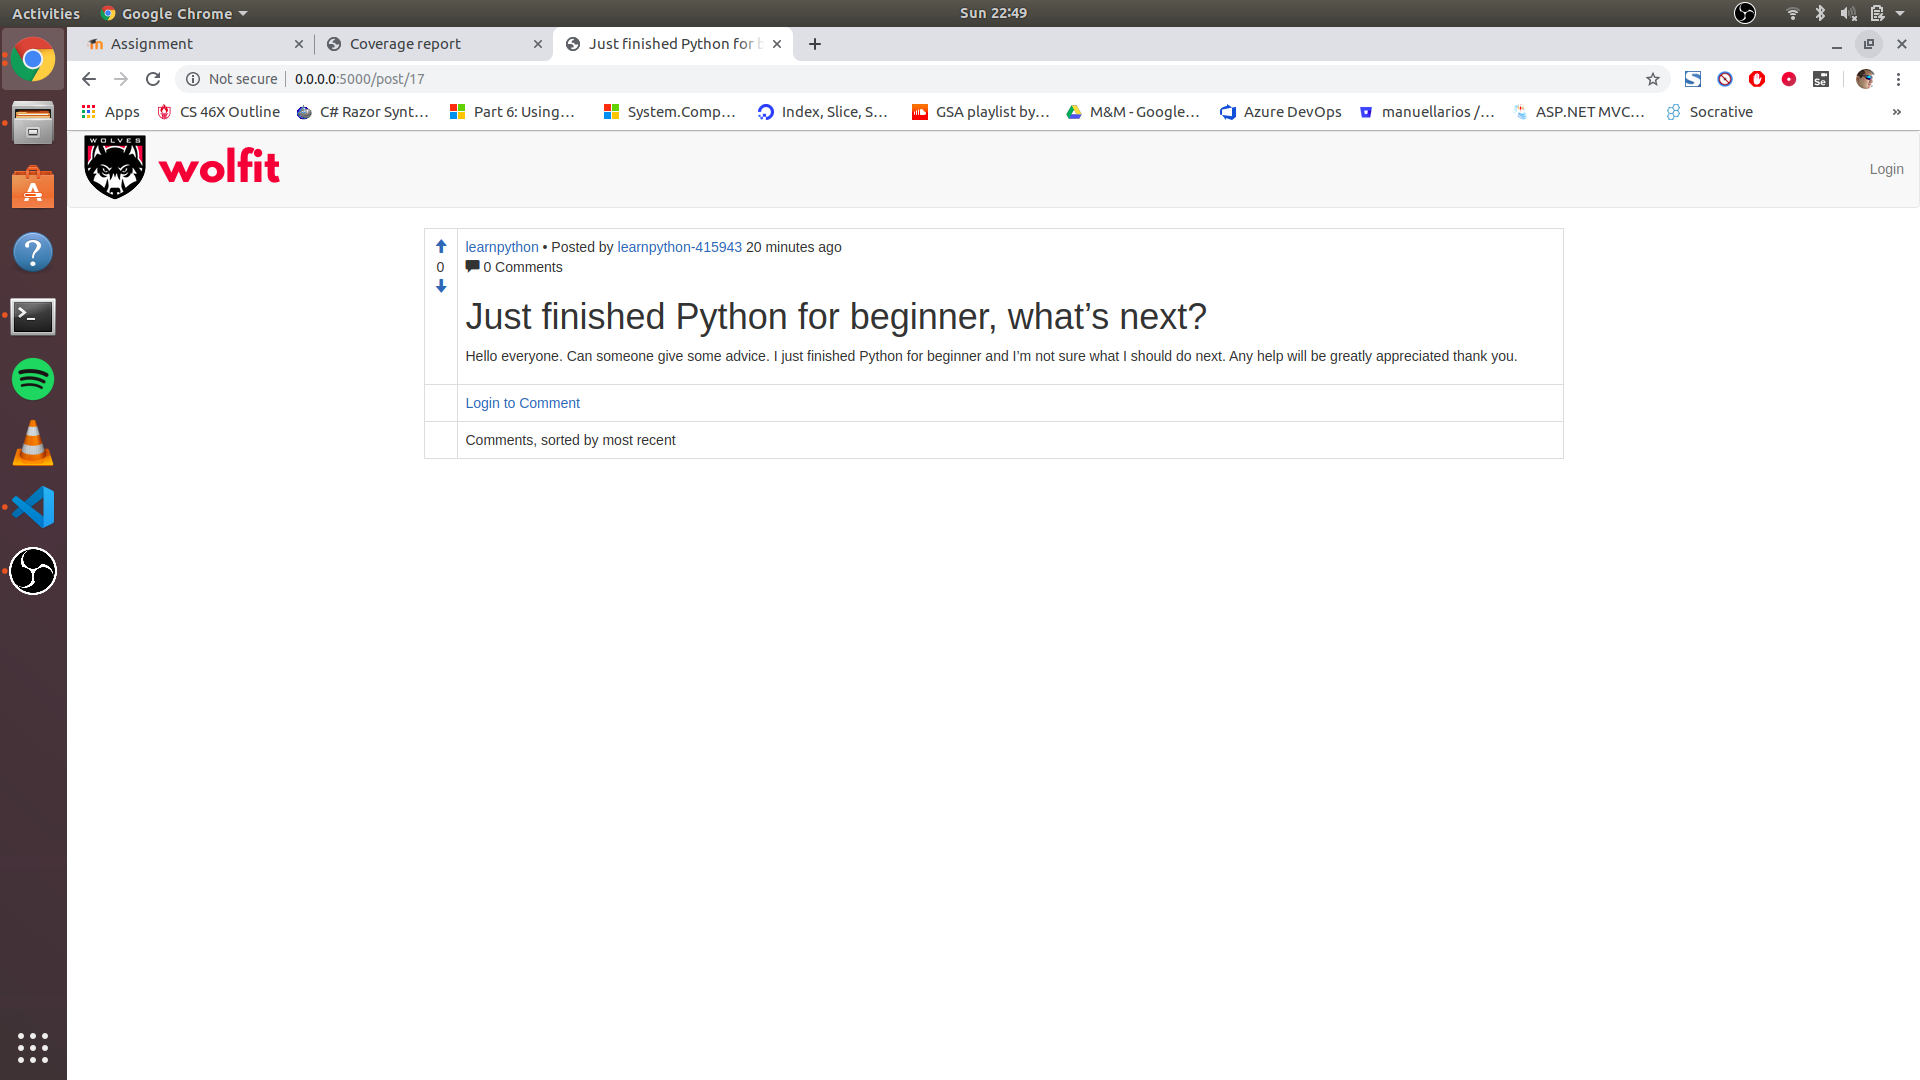 Activities Google Chrome Sun 22:49
Assignment Coverage report Just finished Python for b
Not secure 0.0.0.0:5000/post/17
Apps CS 46X Outline C# Razor Synt… Part 6: Using… System.Comp… Index, Slice, S… GSA playlist by… M&M - Google… Azure DevOps manuellarios /… ASP.NET MVC… Socrative »
WOLVES wolfit Login
learnpython • Posted by learnpython-415943 20 minutes ago
0 0 Comments
Just finished Python for beginner, what’s next?
Hello everyone. Can someone give some advice. I just finished Python for beginner and I’m not sure what I should do next. Any help will be greatly appreciated thank you.
Login to Comment
Comments, sorted by most recent